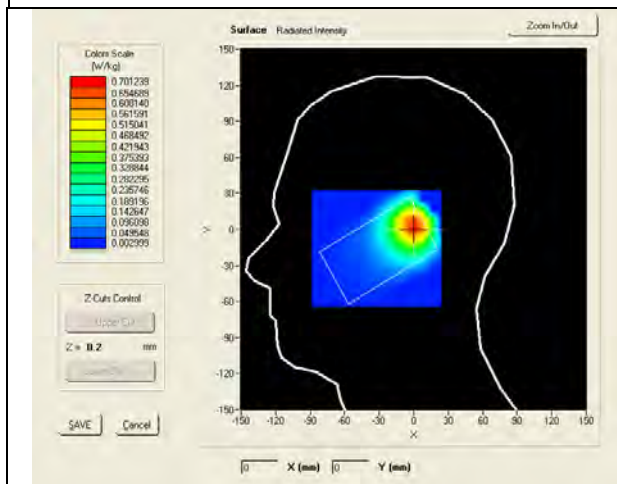 Surface Radiated Intensity
Zoom In/Out
Colors Scale
(W/kg)
0.701239
0.654689
0.608140
0.561591
0.515041
0.468492
0.421943
0.375393
0.328844
0.282295
0.235746
0.189196
0.142647
0.096098
0.049548
0.002999
150
120
90
60
30
0
-30
-60
-90
-120
-150
Y
-150 -120 -90 -60 -30 0 30 60 90 120 150
X
Z-Cuts Control
Z = 0.2 mm
SAVE
Cancel
0 X (mm) 0 Y (mm)